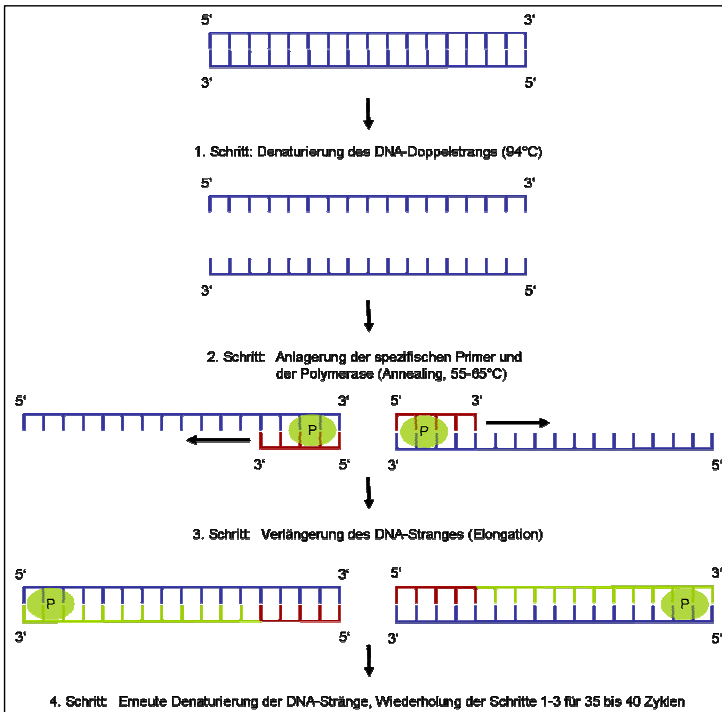 5' 3'
3' 5'
1. Schritt: Denaturierung des DNA-Doppelstrangs (94°C)
5' 3'
3' 5'
2. Schritt: Anlagerung der spezifischen Primer und
der Polymerase (Annealing, 55-65°C)
5' 3' 5' 3'
P P
3' 5' 3' 5'
3. Schritt: Verlängerung des DNA-Stranges (Elongation)
5' 3' 5' 3'
P P
3' 5' 3' 5'
4. Schritt: Erneute Denaturierung der DNA-Stränge, Wiederholung der Schritte 1-3 für 35 bis 40 Zyklen